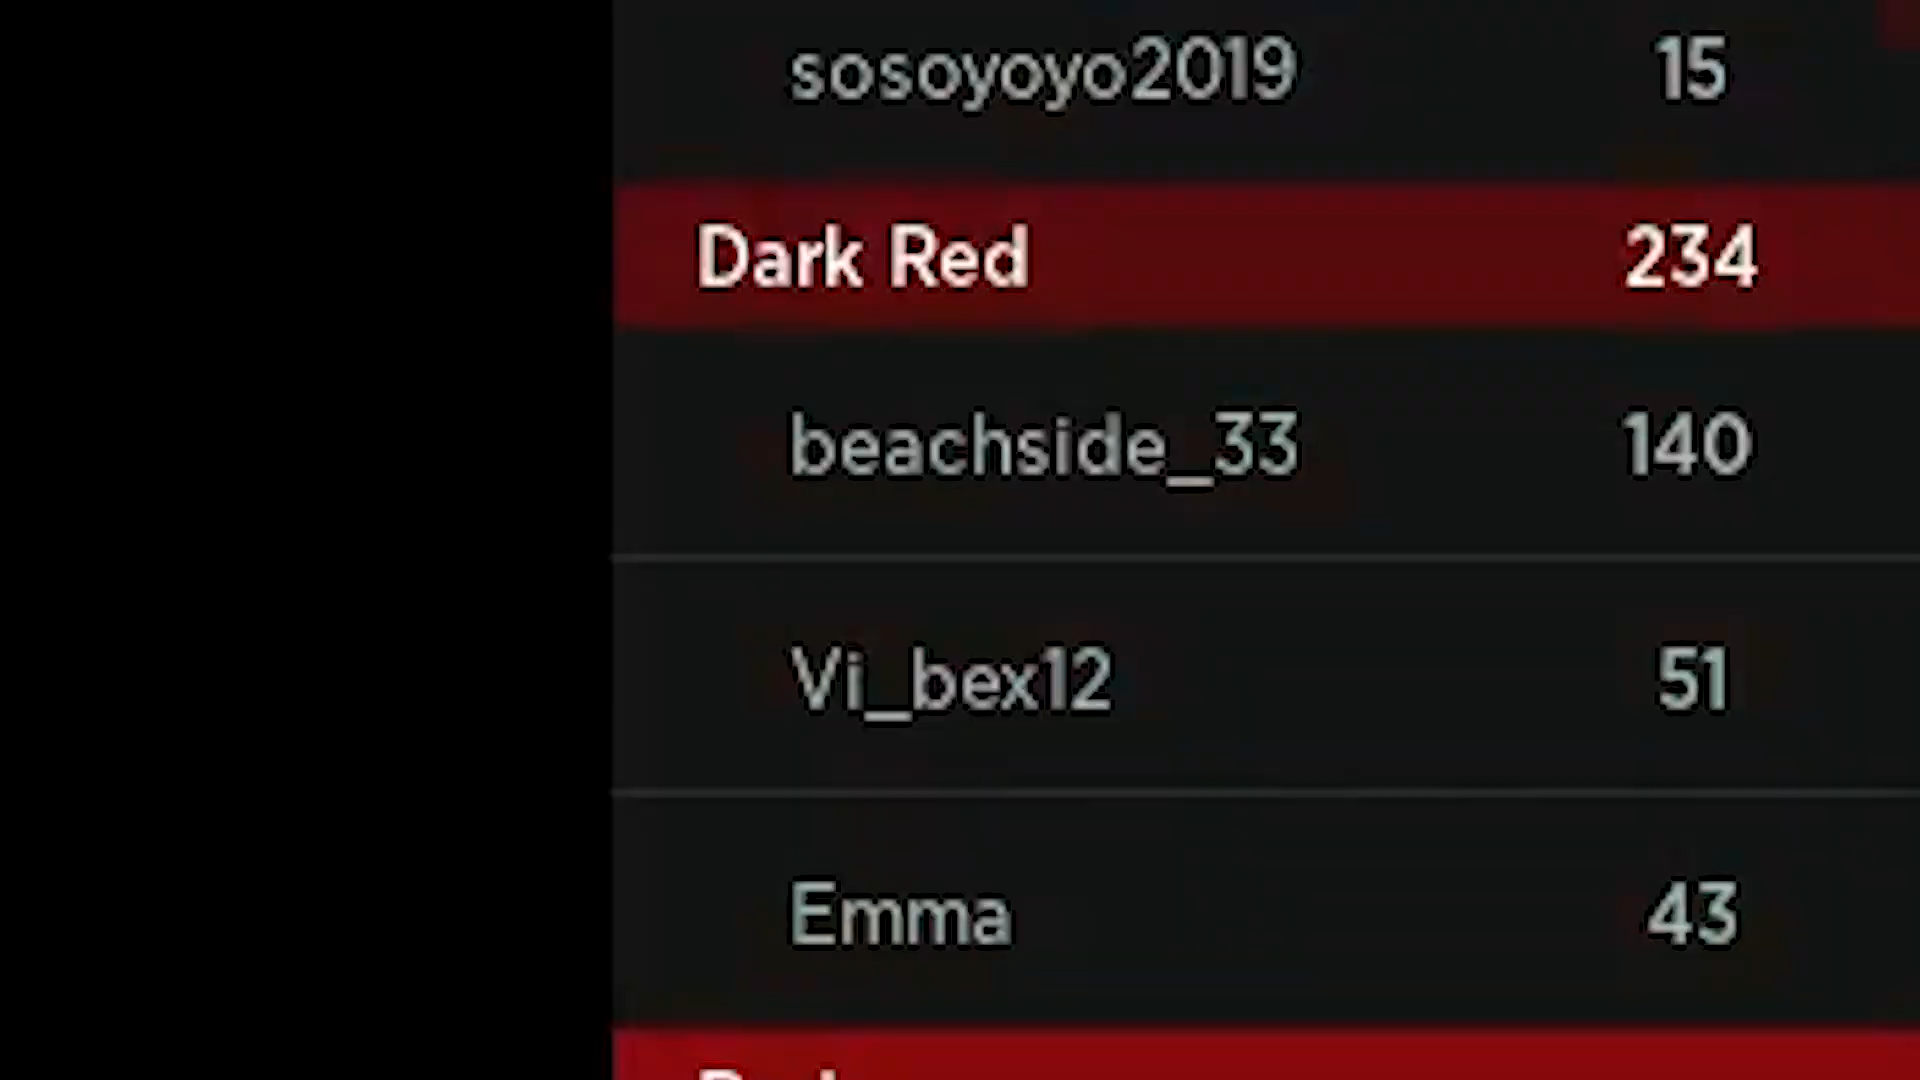 sosoyoyo2019 15
Dark Red 234
beachside_33 140
Vi_bex12 51
Emma 43